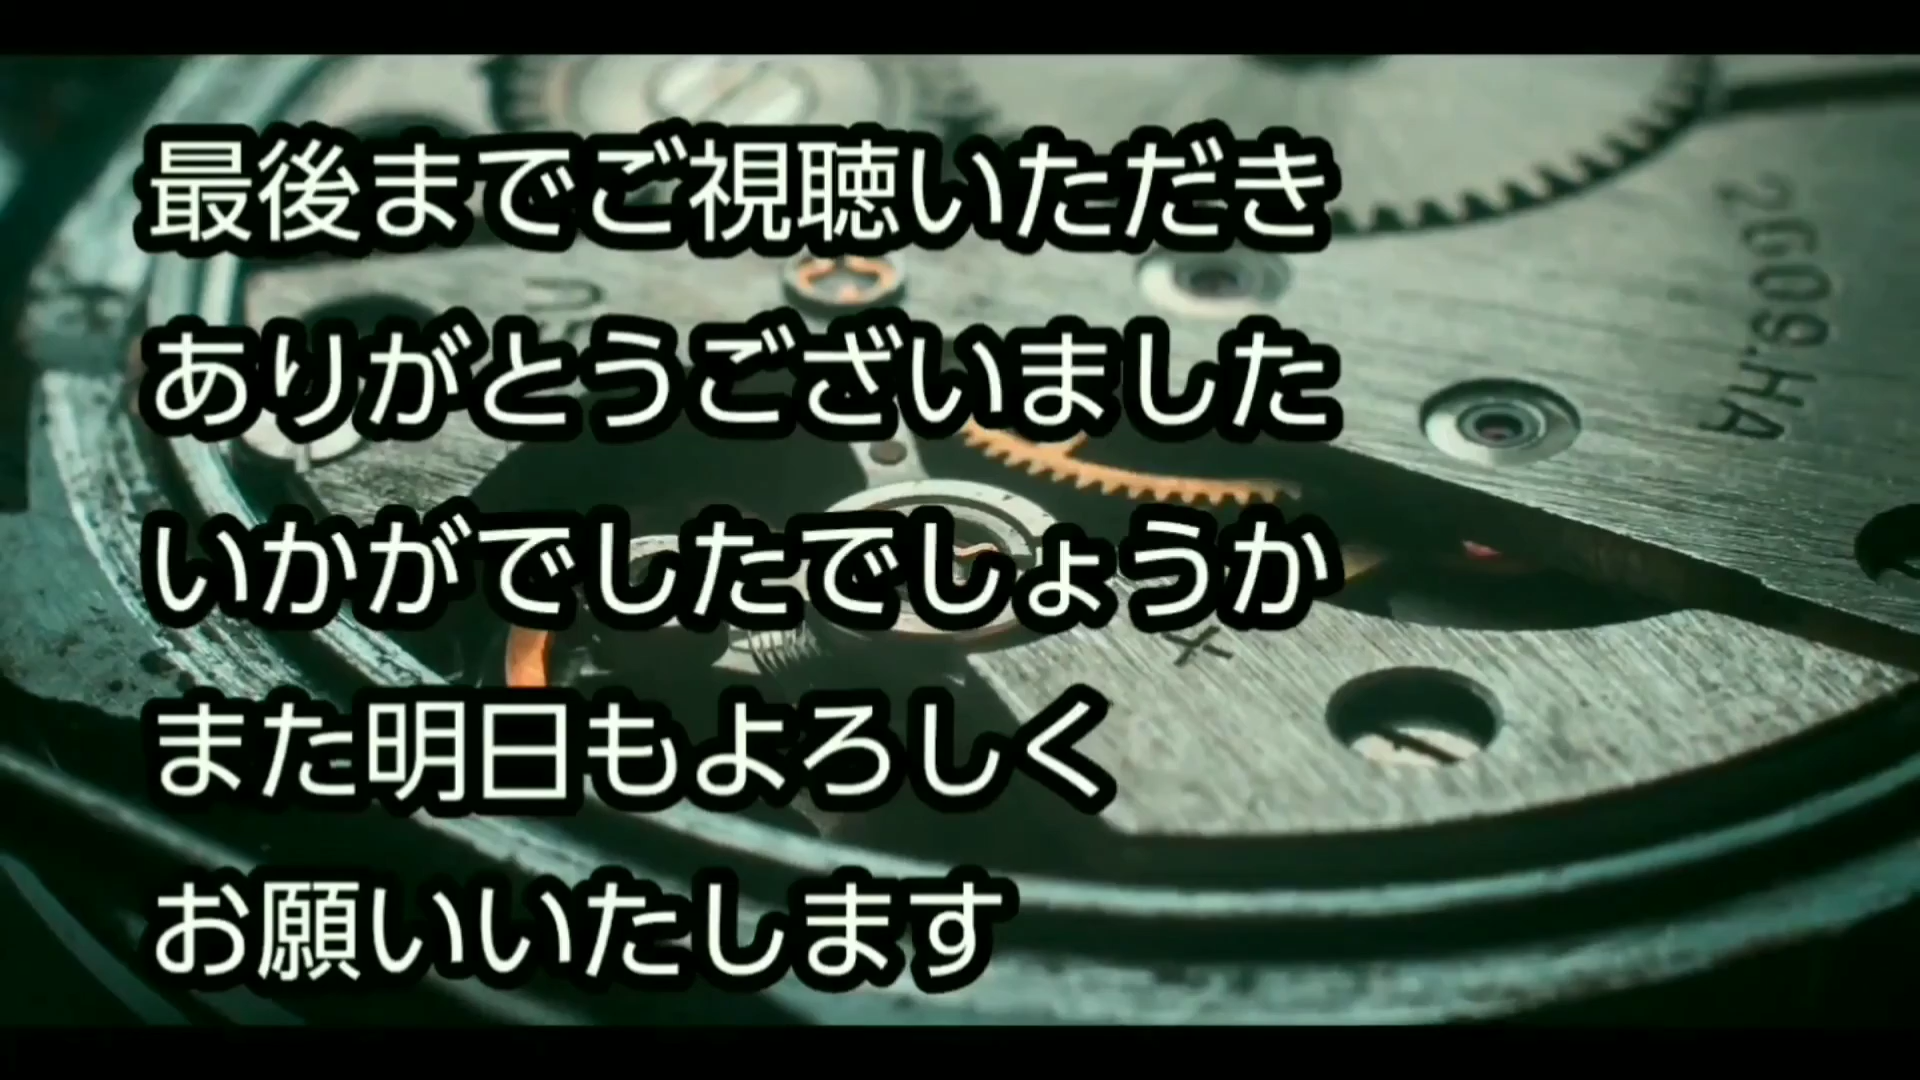 最後までご視聴いただき
ありがとうございました
いかがでしたでしょうか
また明日もよろしく
お願いいたします
2609.HA